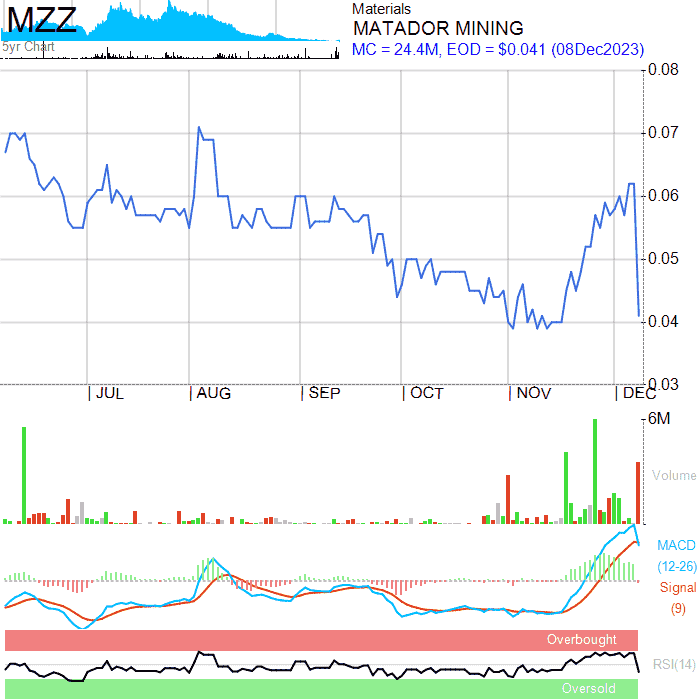 MZZ
5yr Chart
Materials
MATADOR MINING
MC = 24.4M, EOD = $0.041 (08Dec2023)
0.08
0.07
0.06
0.05
0.04
0.03
JUL AUG SEP OCT NOV DEC
6M
Volume
MACD
(12-26)
Signal
(9)
Overbought
RSI(14)
Oversold